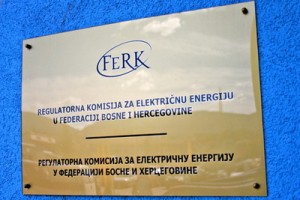 FERK
REGULATORNA KOMISIJA ZA ELEKTRIČNU ENERGIJU
U FEDERACIJI BOSNE I HERCEGOVINE
РЕГУЛАТОРНА КОМИСИЈА ЗА ЕЛЕКТРИЧНУ ЕНЕРГИЈУ
У ФЕДЕРАЦИЈИ БОСНЕ И ХЕРЦЕГОВИНЕ